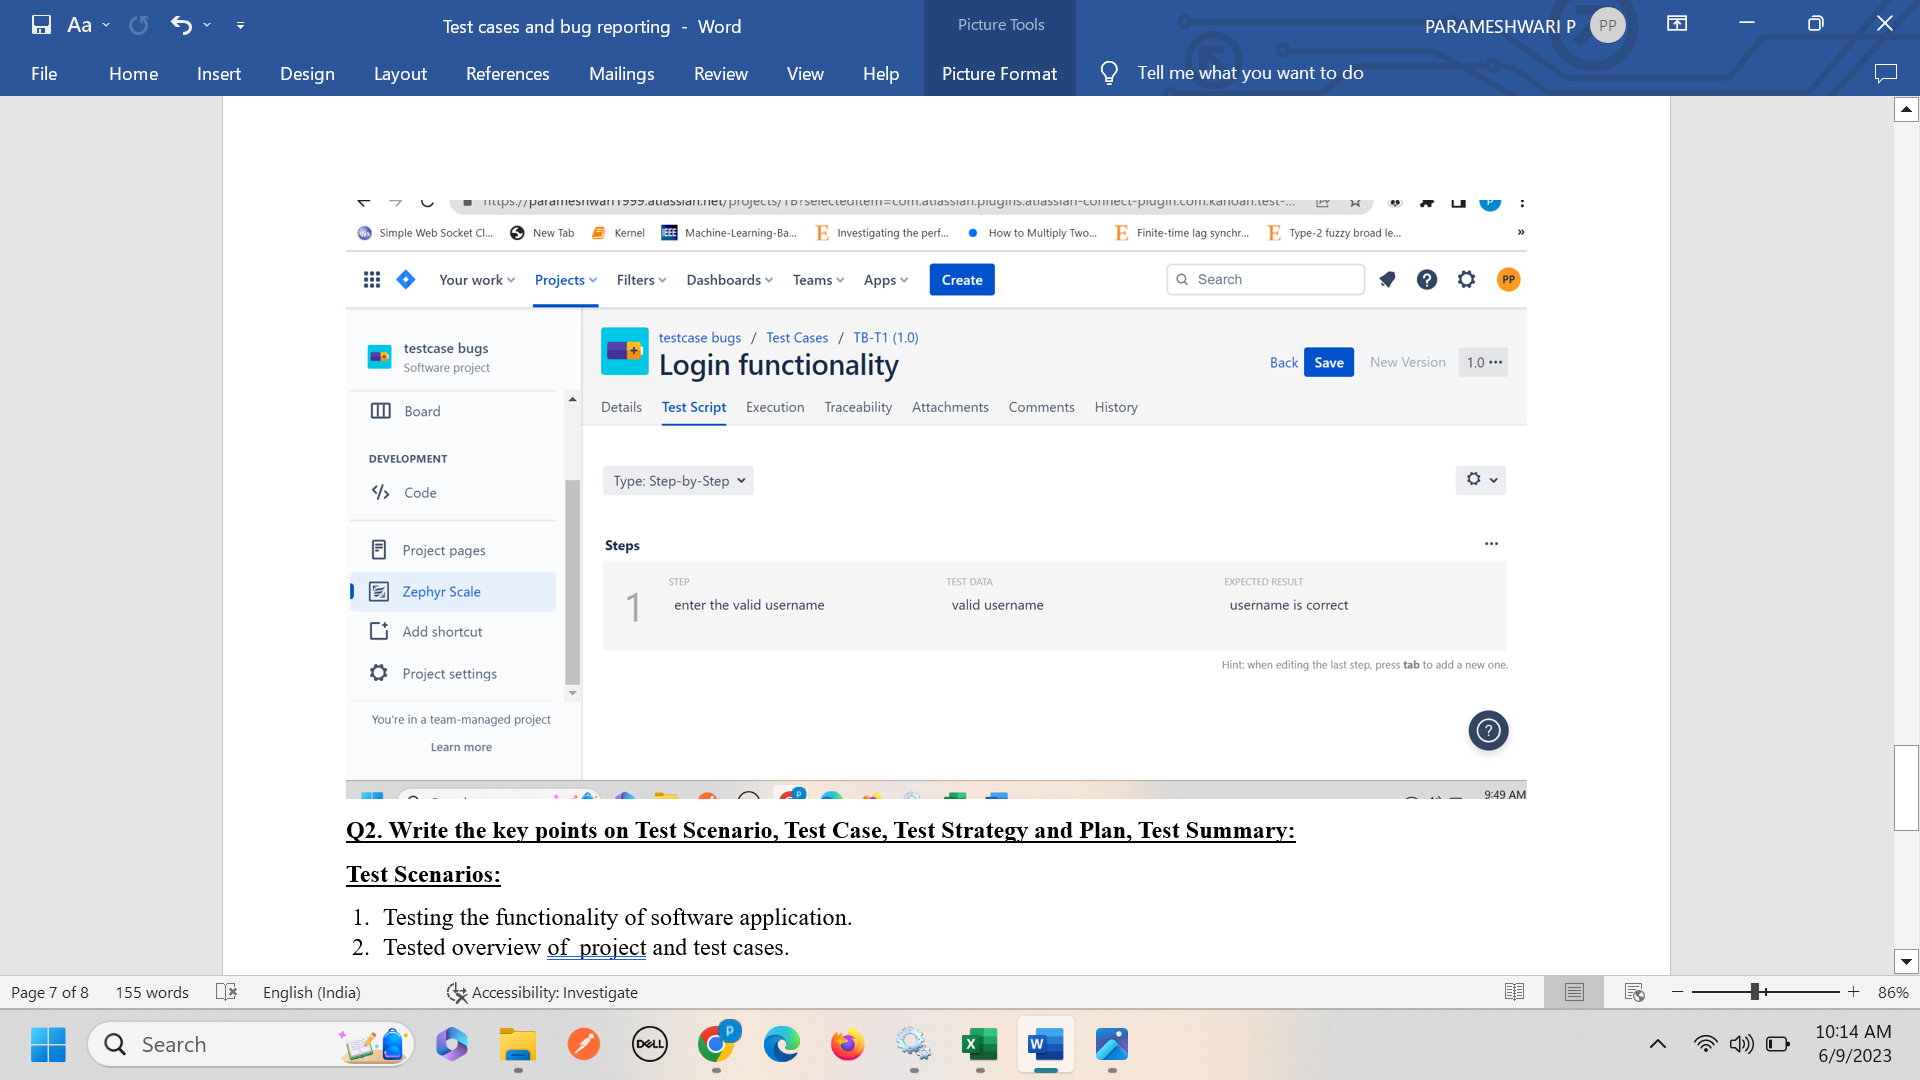 Aa
Test cases and bug reporting - Word
Picture Tools
PARAMESHWARI P
PP
File Home Insert Design Layout References Mailings Review View Help Picture Format Tell me what you want to do
https://parameshwari1999.atlassian.net/projects/TB?selectedItem=com.atlassian.plugins.atlassian-connect-plugin:com.kanoah.test-...
Simple Web Socket Cl... New Tab Kernel Machine-Learning-Ba... Investigating the perf... How to Multiply Two... Finite-time lag synchr... Type-2 fuzzy broad le... »
Your work Projects Filters Dashboards Teams Apps Create Search PP
testcase bugs
Software project
Board
DEVELOPMENT
Code
Project pages
Zephyr Scale
Add shortcut
Project settings
You're in a team-managed project
Learn more
testcase bugs / Test Cases / TB-T1 (1.0)
Login functionality
Back Save New Version 1.0 ···
Details Test Script Execution Traceability Attachments Comments History
Type: Step-by-Step
Steps
STEP TEST DATA EXPECTED RESULT
1 enter the valid username valid username username is correct
Hint: when editing the last step, press tab to add a new one.
9:49 AM
Q2. Write the key points on Test Scenario, Test Case, Test Strategy and Plan, Test Summary:
Test Scenarios:
1. Testing the functionality of software application.
2. Tested overview of  project and test cases.
Page 7 of 8 155 words English (India) Accessibility: Investigate 86%
Search
DELL
10:14 AM
6/9/2023